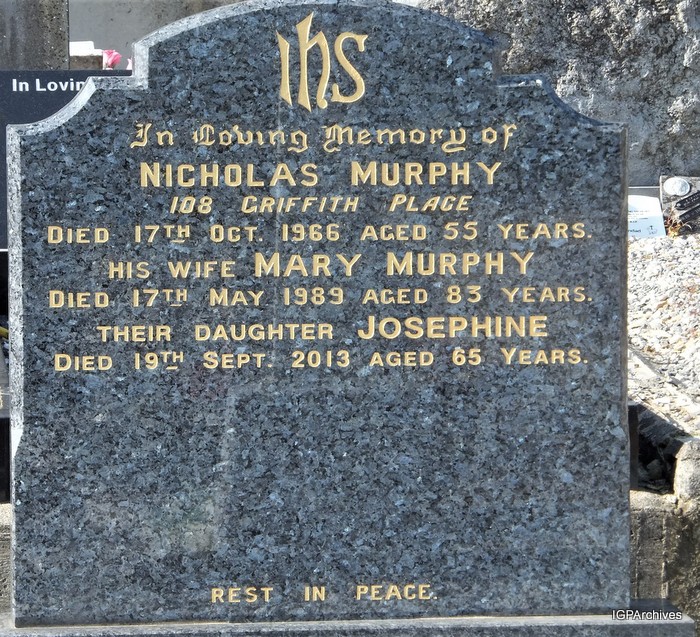 In Loving
IHS
In Loving Memory of
NICHOLAS MURPHY
108 GRIFFITH PLACE
DIED 17TH OCT. 1966 AGED 55 YEARS.
HIS WIFE MARY MURPHY
DIED 17TH MAY 1989 AGED 83 YEARS.
THEIR DAUGHTER JOSEPHINE
DIED 19TH SEPT. 2013 AGED 65 YEARS.
REST IN PEACE.
IGPArchives